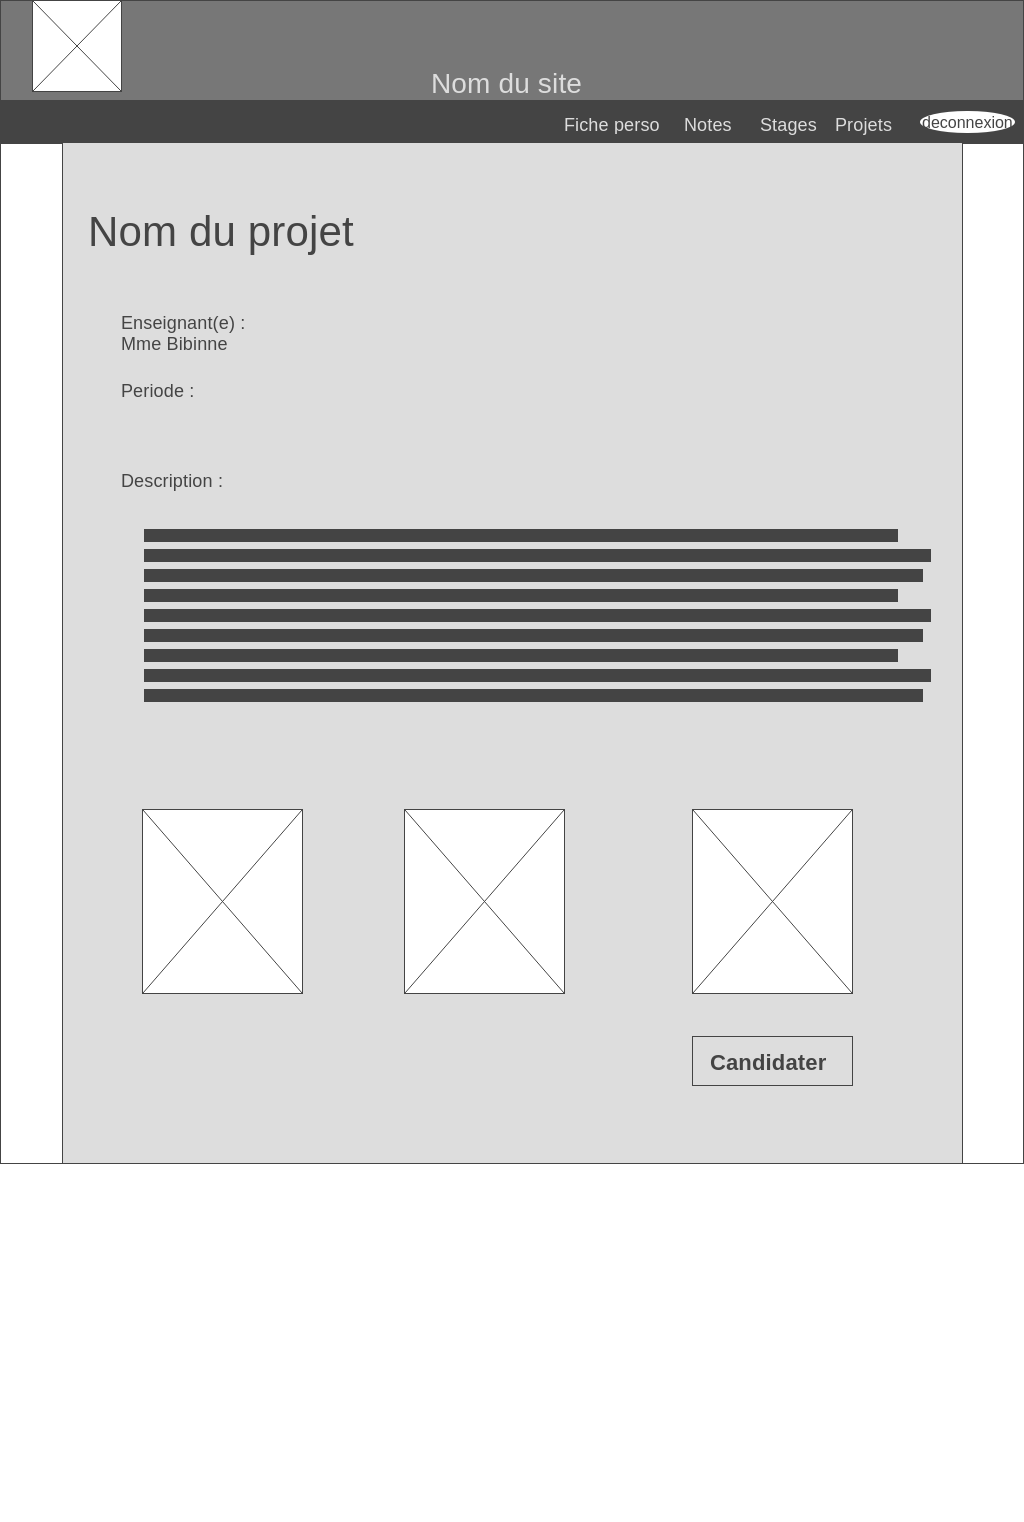 Nom du site
Fiche perso Notes Stages Projets deconnexion
Nom du projet
Enseignant(e) :
Mme Bibinne
Periode :
Description :
Candidater